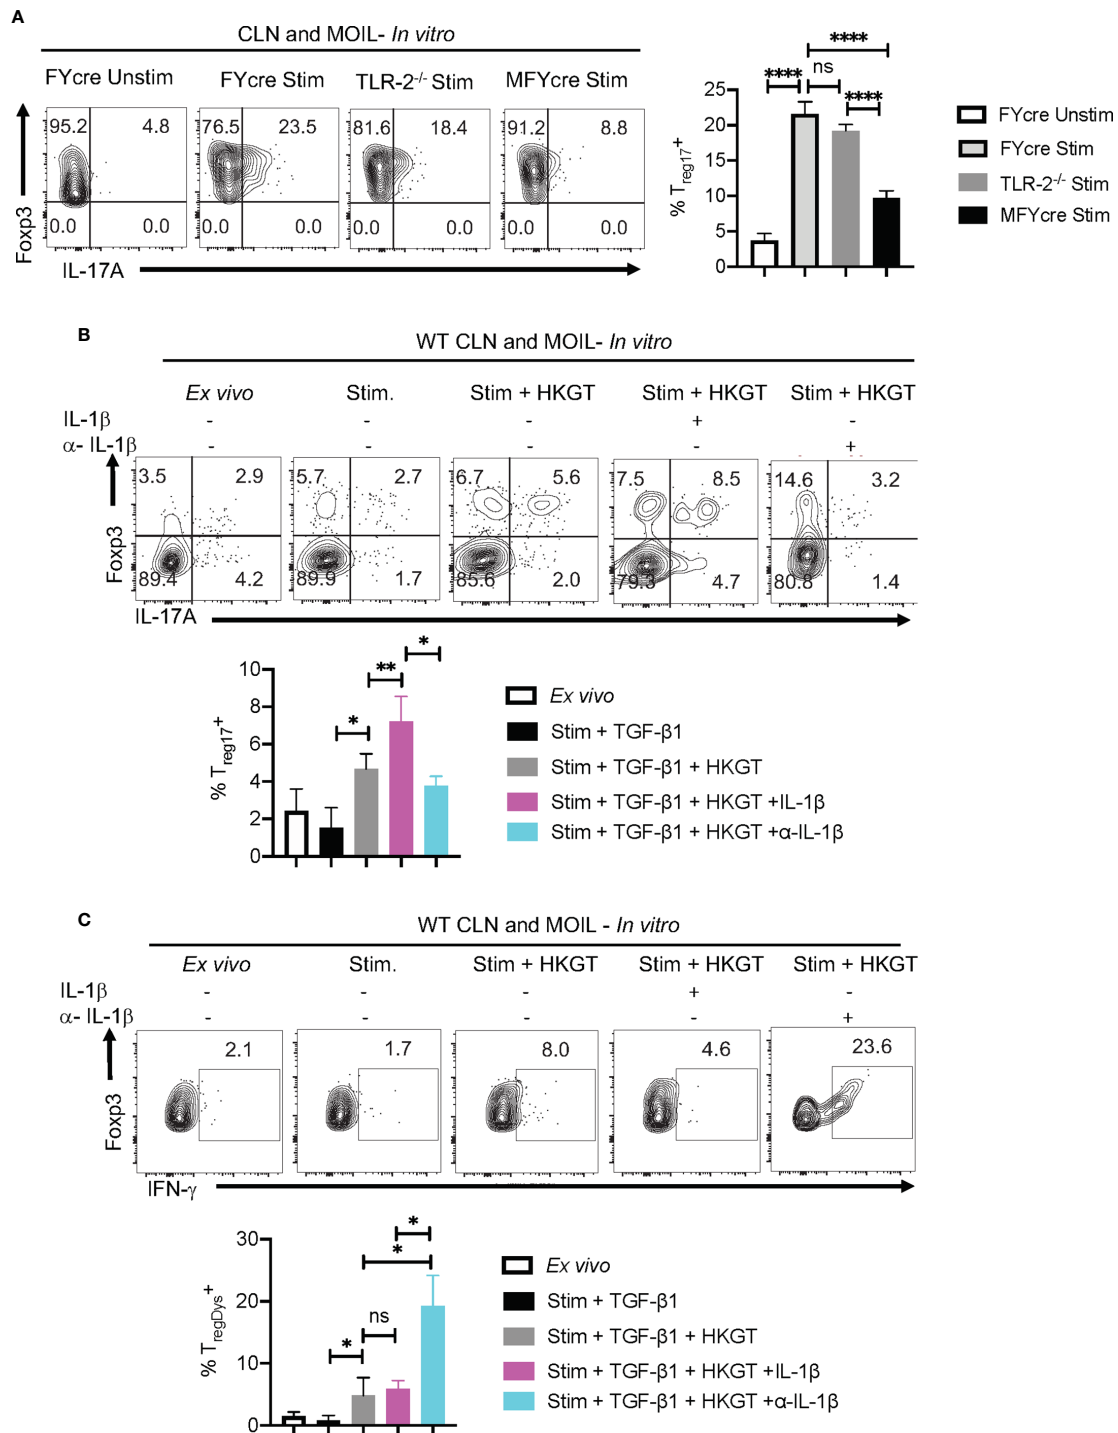 A
CLN and MOIL- In vitro
FYcre Unstim FYcre Stim TLR-2-/- Stim MFYcre Stim
95.2 4.8 76.5 23.5 81.6 18.4 91.2 8.8
0.0 0.0 0.0 0.0 0.0 0.0 0.0 0.0
Foxp3
IL-17A
****
**** ns ****
25
20
15
10
5
0
% Treg17+
FYcre Unstim
FYcre Stim
TLR-2-/- Stim
MFYcre Stim
B
WT CLN and MOIL- In vitro
Ex vivo Stim. Stim + HKGT Stim + HKGT Stim + HKGT
IL-1β - - - + -
α- IL-1β - - - - +
3.5 2.9 5.7 2.7 6.7 5.6 7.5 8.5 14.6 3.2
89.4 4.2 89.9 1.7 85.6 2.0 79.3 4.7 80.8 1.4
Foxp3
IL-17A
* ** *
10
8
6
4
2
0
% Treg17+
Ex vivo
Stim + TGF-β1
Stim + TGF-β1 + HKGT
Stim + TGF-β1 + HKGT +IL-1β
Stim + TGF-β1 + HKGT +α-IL-1β
C
WT CLN and MOIL - In vitro
Ex vivo Stim. Stim + HKGT Stim + HKGT Stim + HKGT
IL-1β - - - + -
α- IL-1β - - - - +
2.1 1.7 8.0 4.6 23.6
Foxp3
IFN-γ
*
*
* ns
30
20
10
0
% TregDys+
Ex vivo
Stim + TGF-β1
Stim + TGF-β1 + HKGT
Stim + TGF-β1 + HKGT +IL-1β
Stim + TGF-β1 + HKGT +α-IL-1β